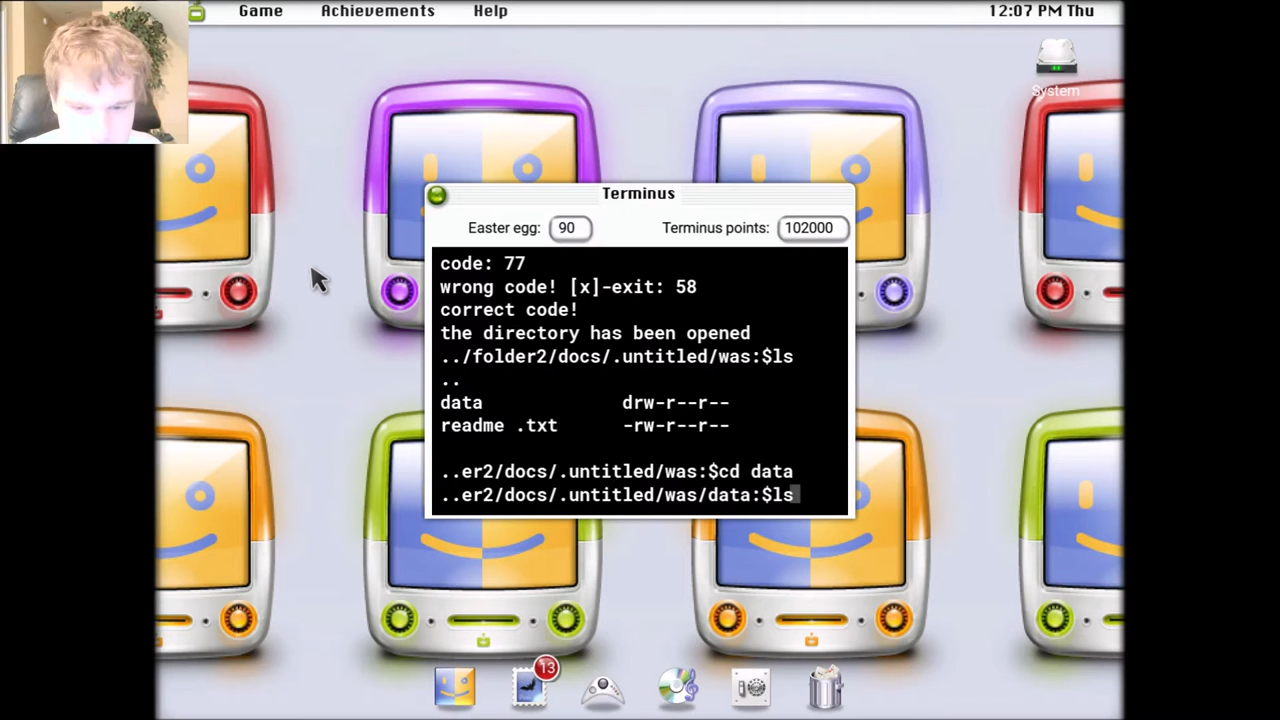 Game Achievements Help 12:07 PM Thu
System
Terminus
Easter egg: 90 Terminus points: 102000
code: 77
wrong code! [x]-exit: 58
correct code!
the directory has been opened
../folder2/docs/.untitled/was:$ls
..
data drw-r--r--
readme .txt -rw-r--r--
..er2/docs/.untitled/was:$cd data
..er2/docs/.untitled/was/data:$ls
13